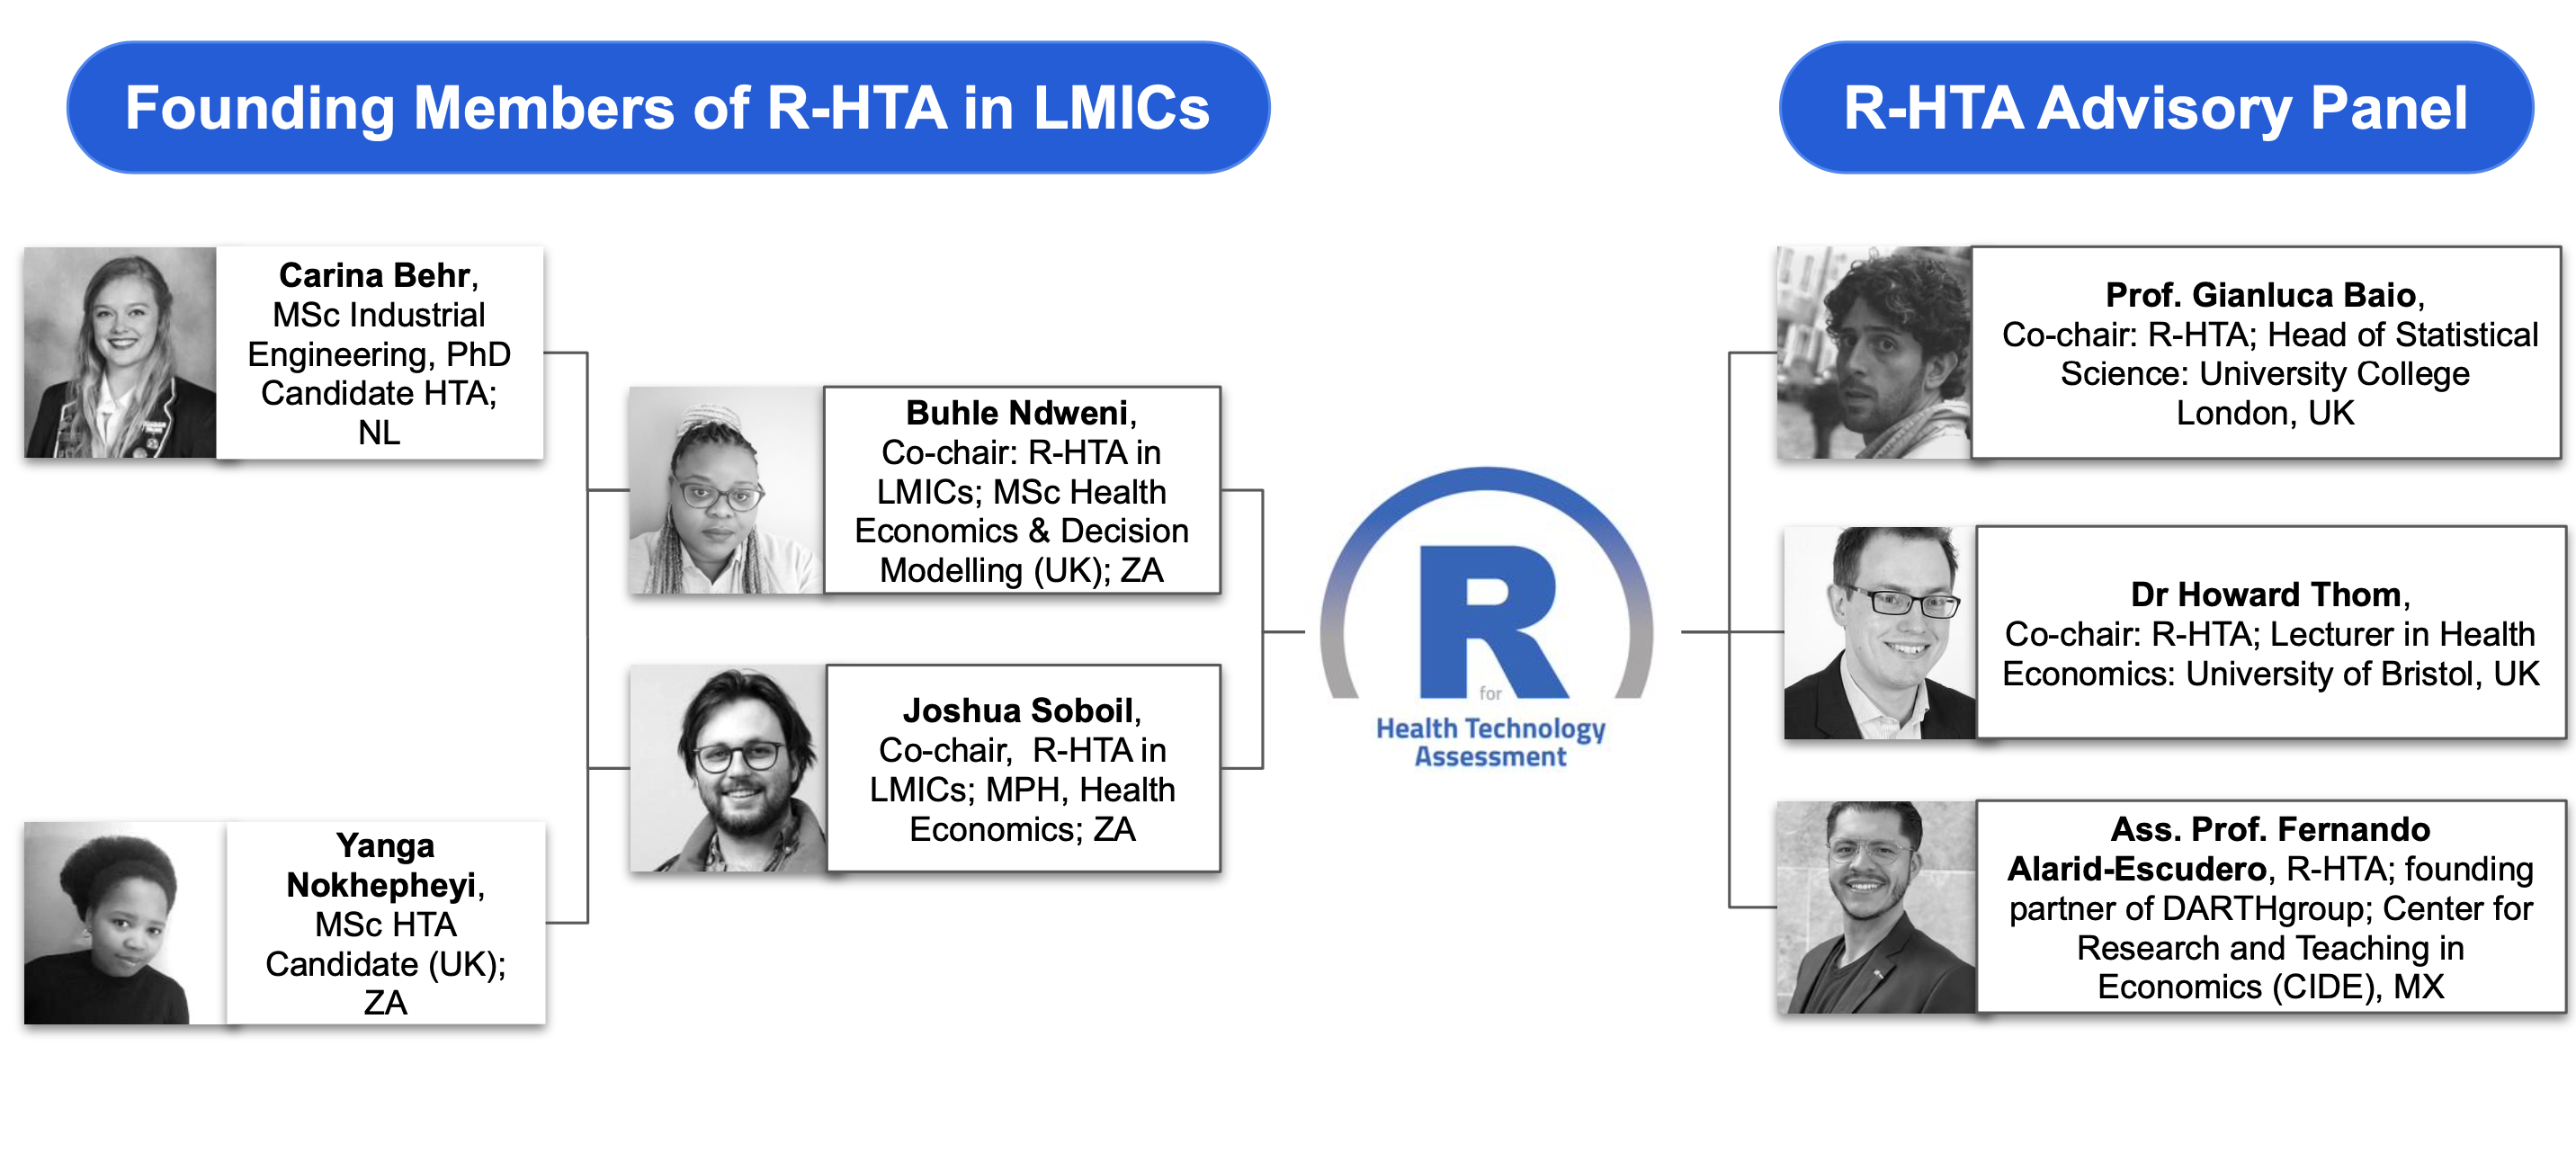 Founding Members of R-HTA in LMICs
R-HTA Advisory Panel
Carina Behr,
MSc Industrial
Engineering, PhD
Candidate HTA;
NL
Yanga
Nokhepheyi,
MSc HTA
Candidate (UK);
ZA
Buhle Ndweni,
Co-chair: R-HTA in
LMICs; MSc Health
Economics & Decision
Modelling (UK); ZA
Joshua Soboil,
Co-chair, R-HTA in
LMICs; MPH, Health
Economics; ZA
R
for
Health Technology
Assessment
Prof. Gianluca Baio,
Co-chair: R-HTA; Head of Statistical
Science: University College
London, UK
Dr Howard Thom,
Co-chair: R-HTA; Lecturer in Health
Economics: University of Bristol, UK
Ass. Prof. Fernando
Alarid-Escudero, R-HTA; founding
partner of DARTHgroup; Center for
Research and Teaching in
Economics (CIDE), MX